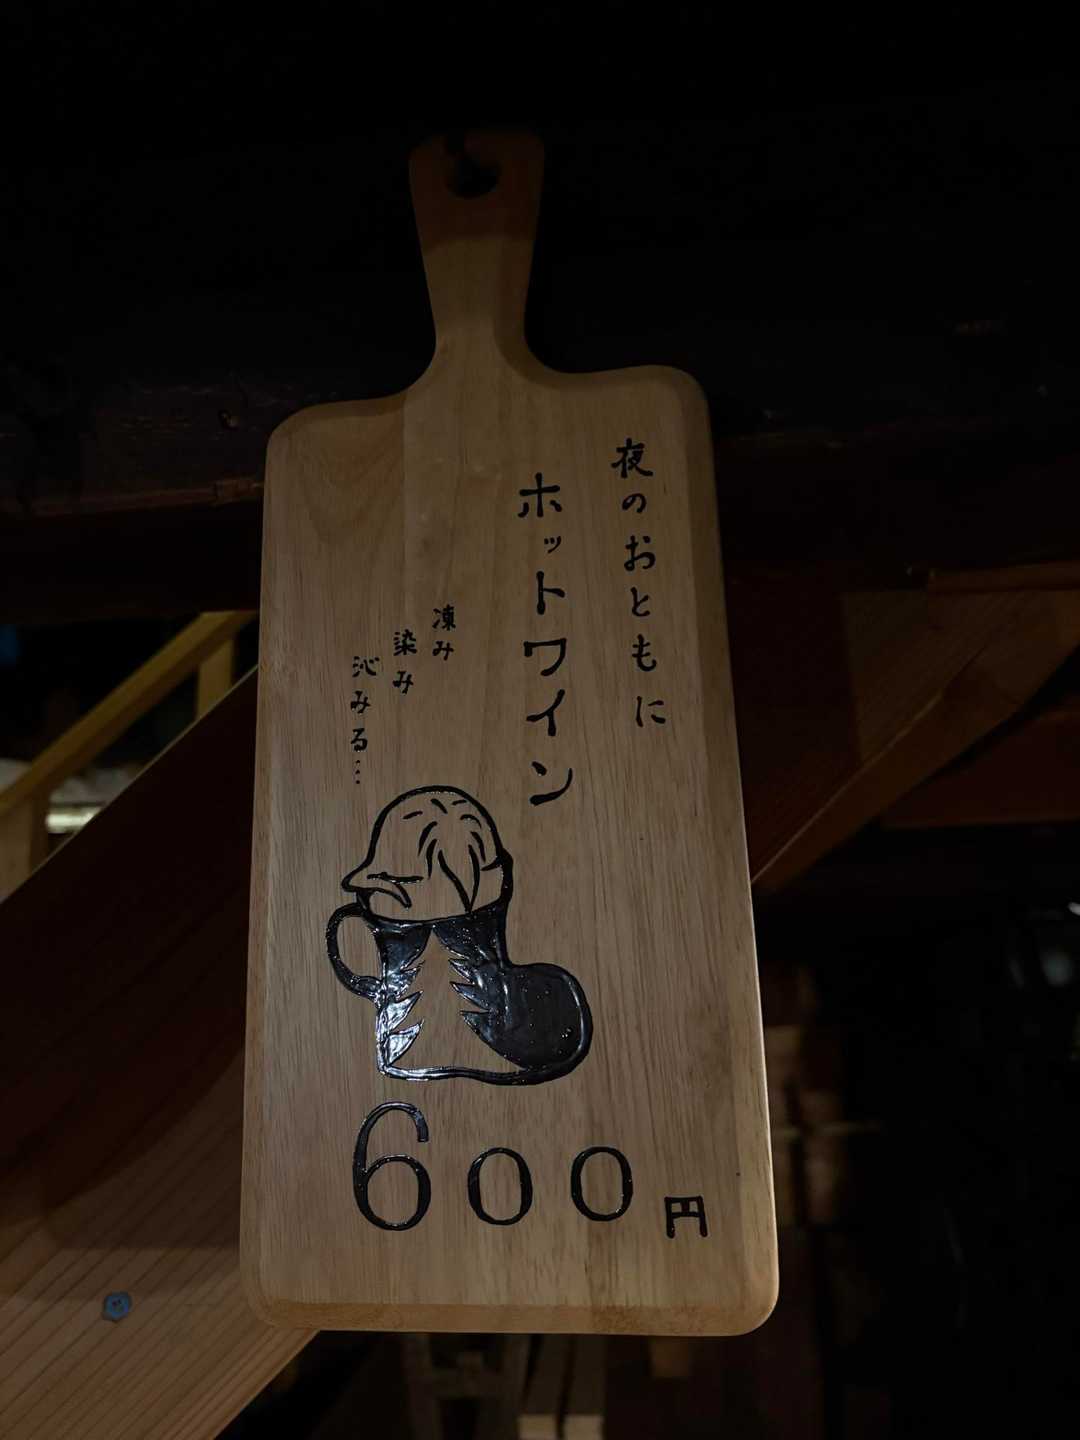 夜のおともに
ホットワイン
凍み
染み
沁みる…
600円